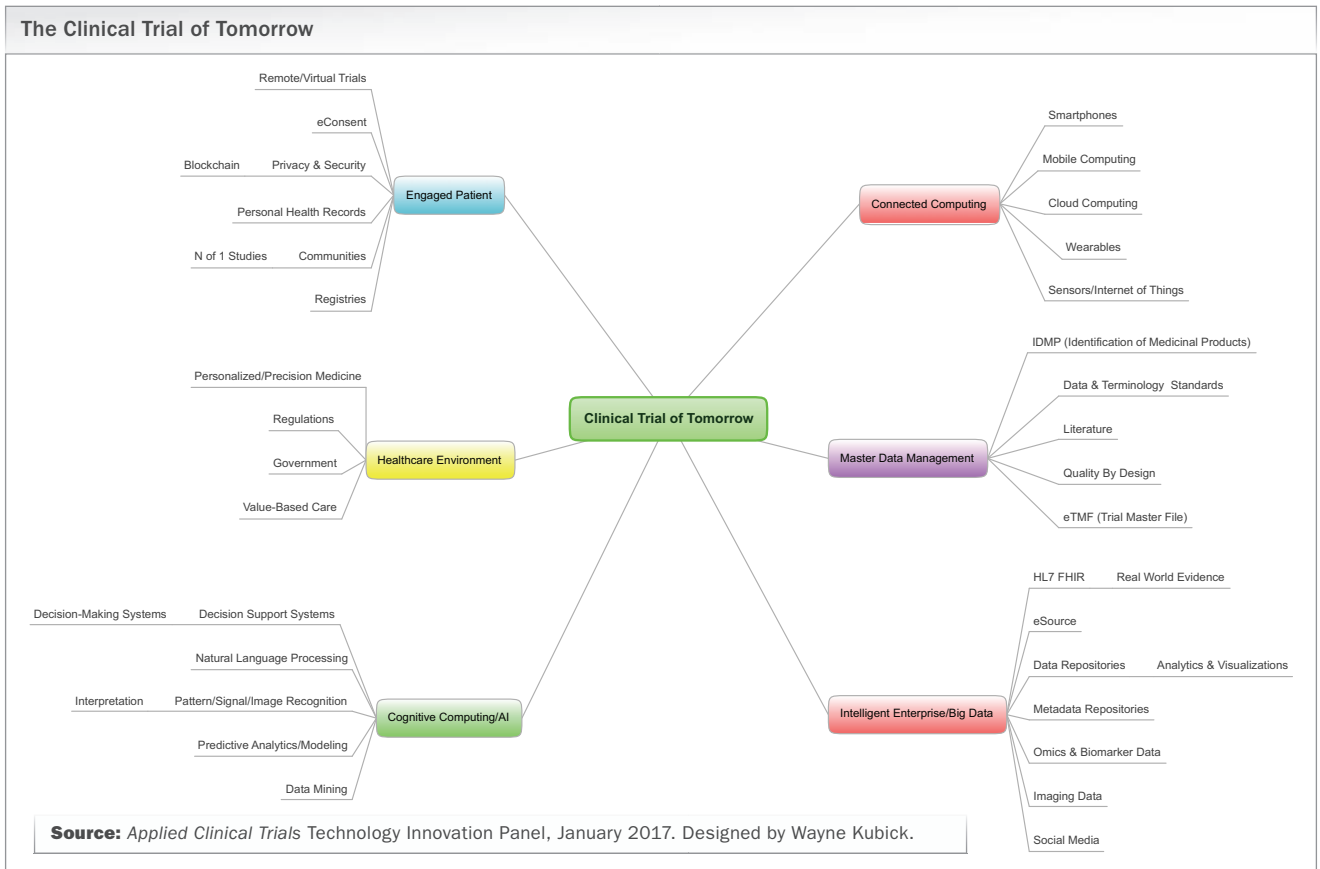 The Clinical Trial of Tomorrow
Remote/Virtual Trials
eConsent
Blockchain Privacy & Security
Personal Health Records
N of 1 Studies Communities
Registries
Engaged Patient
Personalized/Precision Medicine
Regulations
Government
Value-Based Care
Healthcare Environment
Decision-Making Systems Decision Support Systems
Natural Language Processing
Interpretation Pattern/Signal/Image Recognition
Predictive Analytics/Modeling
Data Mining
Cognitive Computing/AI
Clinical Trial of Tomorrow
Connected Computing
Smartphones
Mobile Computing
Cloud Computing
Wearables
Sensors/Internet of Things
Master Data Management
IDMP (Identification of Medicinal Products)
Data & Terminology Standards
Literature
Quality By Design
eTMF (Trial Master File)
Intelligent Enterprise/Big Data
HL7 FHIR Real World Evidence
eSource
Data Repositories Analytics & Visualizations
Metadata Repositories
Omics & Biomarker Data
Imaging Data
Social Media
Source: Applied Clinical Trials Technology Innovation Panel, January 2017. Designed by Wayne Kubick.